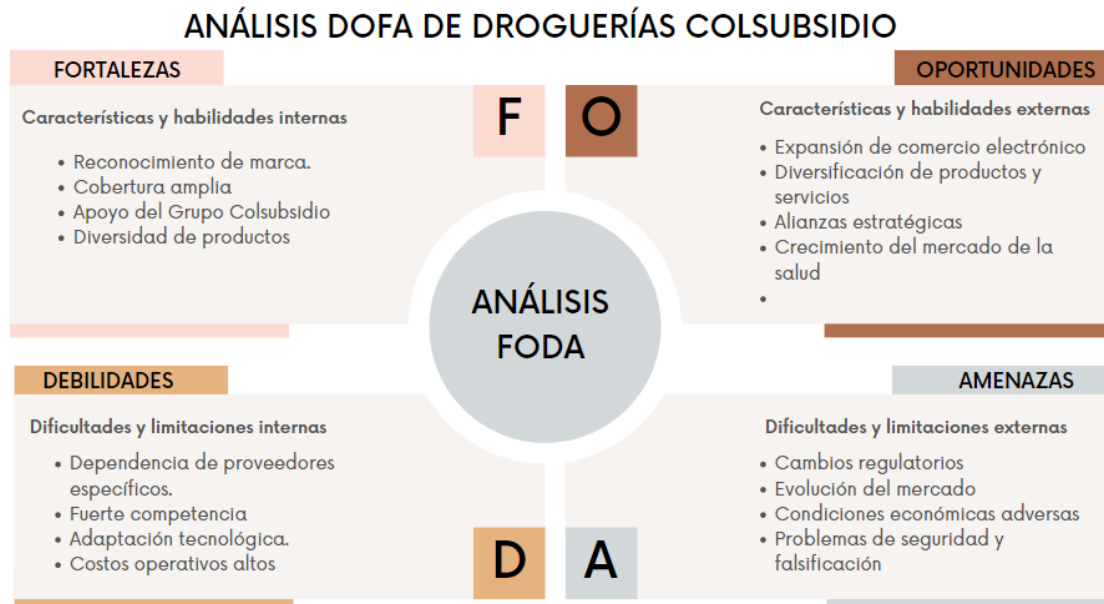 ANÁLISIS DOFA DE DROGUERÍAS COLSUBSIDIO
FORTALEZAS
Características y habilidades internas
• Reconocimiento de marca.
• Cobertura amplia
• Apoyo del Grupo Colsubsidio
• Diversidad de productos
F
O
OPORTUNIDADES
Características y habilidades externas
• Expansión de comercio electrónico
• Diversificación de productos y
servicios
• Alianzas estratégicas
• Crecimiento del mercado de la
salud
•
ANÁLISIS
FODA
DEBILIDADES
Dificultades y limitaciones internas
• Dependencia de proveedores
específicos.
• Fuerte competencia
• Adaptación tecnológica.
• Costos operativos altos
D
A
AMENAZAS
Dificultades y limitaciones externas
• Cambios regulatorios
• Evolución del mercado
• Condiciones económicas adversas
• Problemas de seguridad y
falsificación